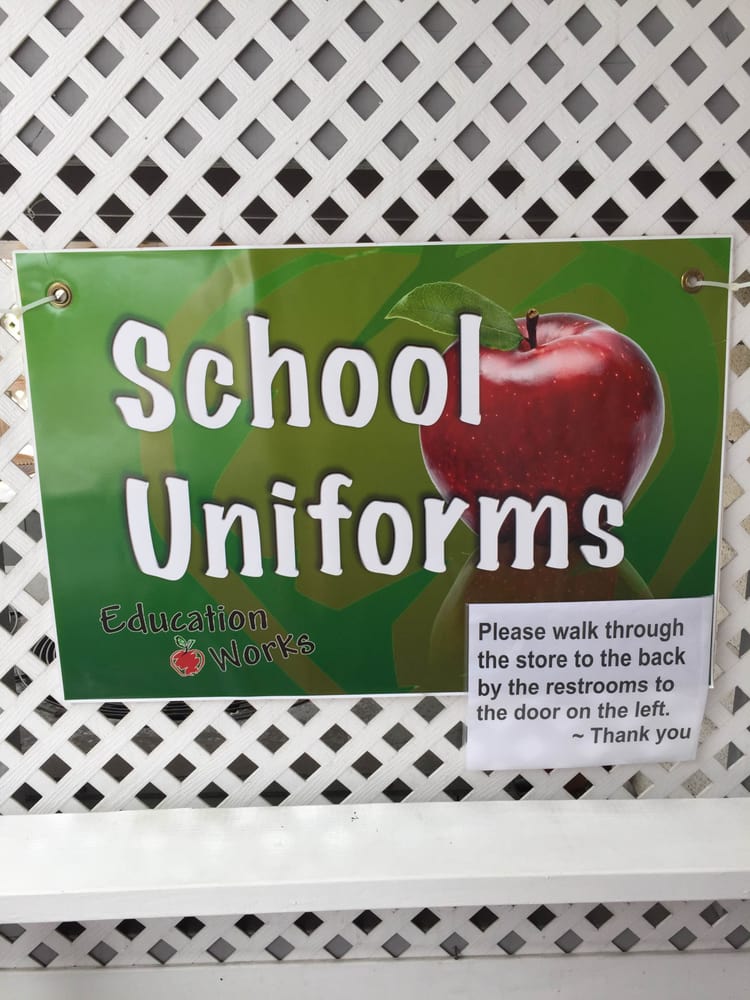 School
Uniforms
Education
Works
Please walk through
the store to the back
by the restrooms to
the door on the left.
~ Thank you